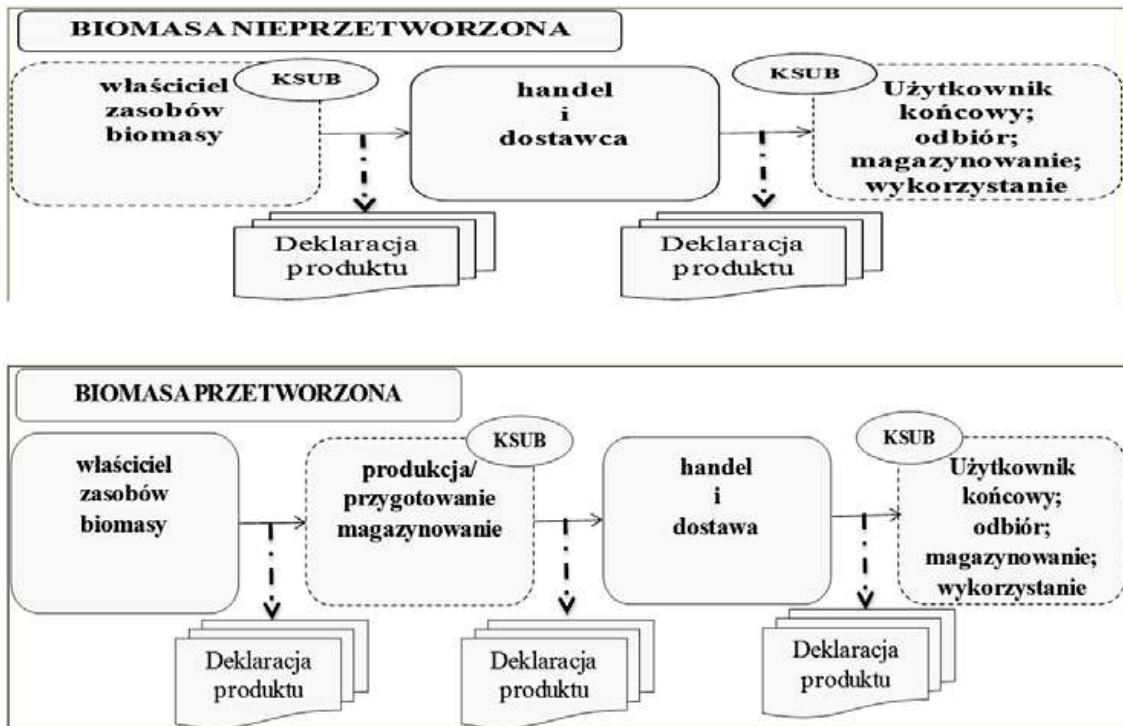 BIOMASA NIEPRZETWORZONA
właściciel
zasobów
biomasy
KSUB
handel
i
dostawca
KSUB
Użytkownik
końcowy;
odbiór;
magazynowanie;
wykorzystanie
Deklaracja
produktu
Deklaracja
produktu
BIOMASA PRZETWORZONA
właściciel
zasobów
biomasy
produkcja/
przygotowanie
magazynowanie
KSUB
handel
i
dostawa
KSUB
Użytkownik
końcowy;
odbiór;
magazynowanie;
wykorzystanie
Deklaracja
produktu
Deklaracja
produktu
Deklaracja
produktu